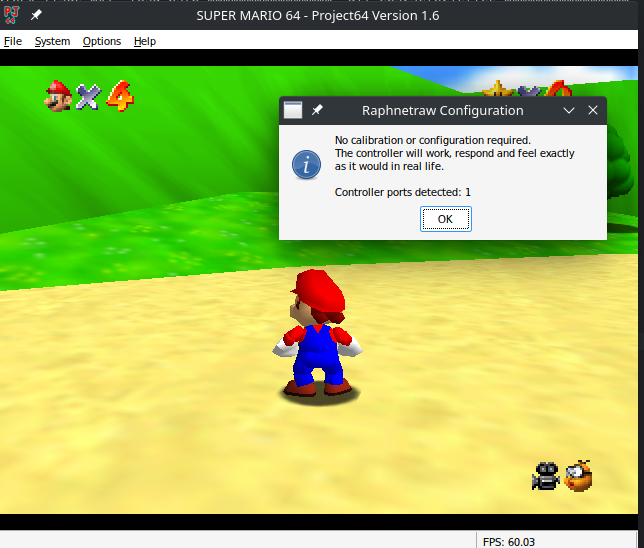 SUPER MARIO 64 - Project64 Version 1.6
File System Options Help
4
Raphnetraw Configuration
No calibration or configuration required.
The controller will work, respond and feel exactly
as it would in real life.
Controller ports detected: 1
OK
FPS: 60.03